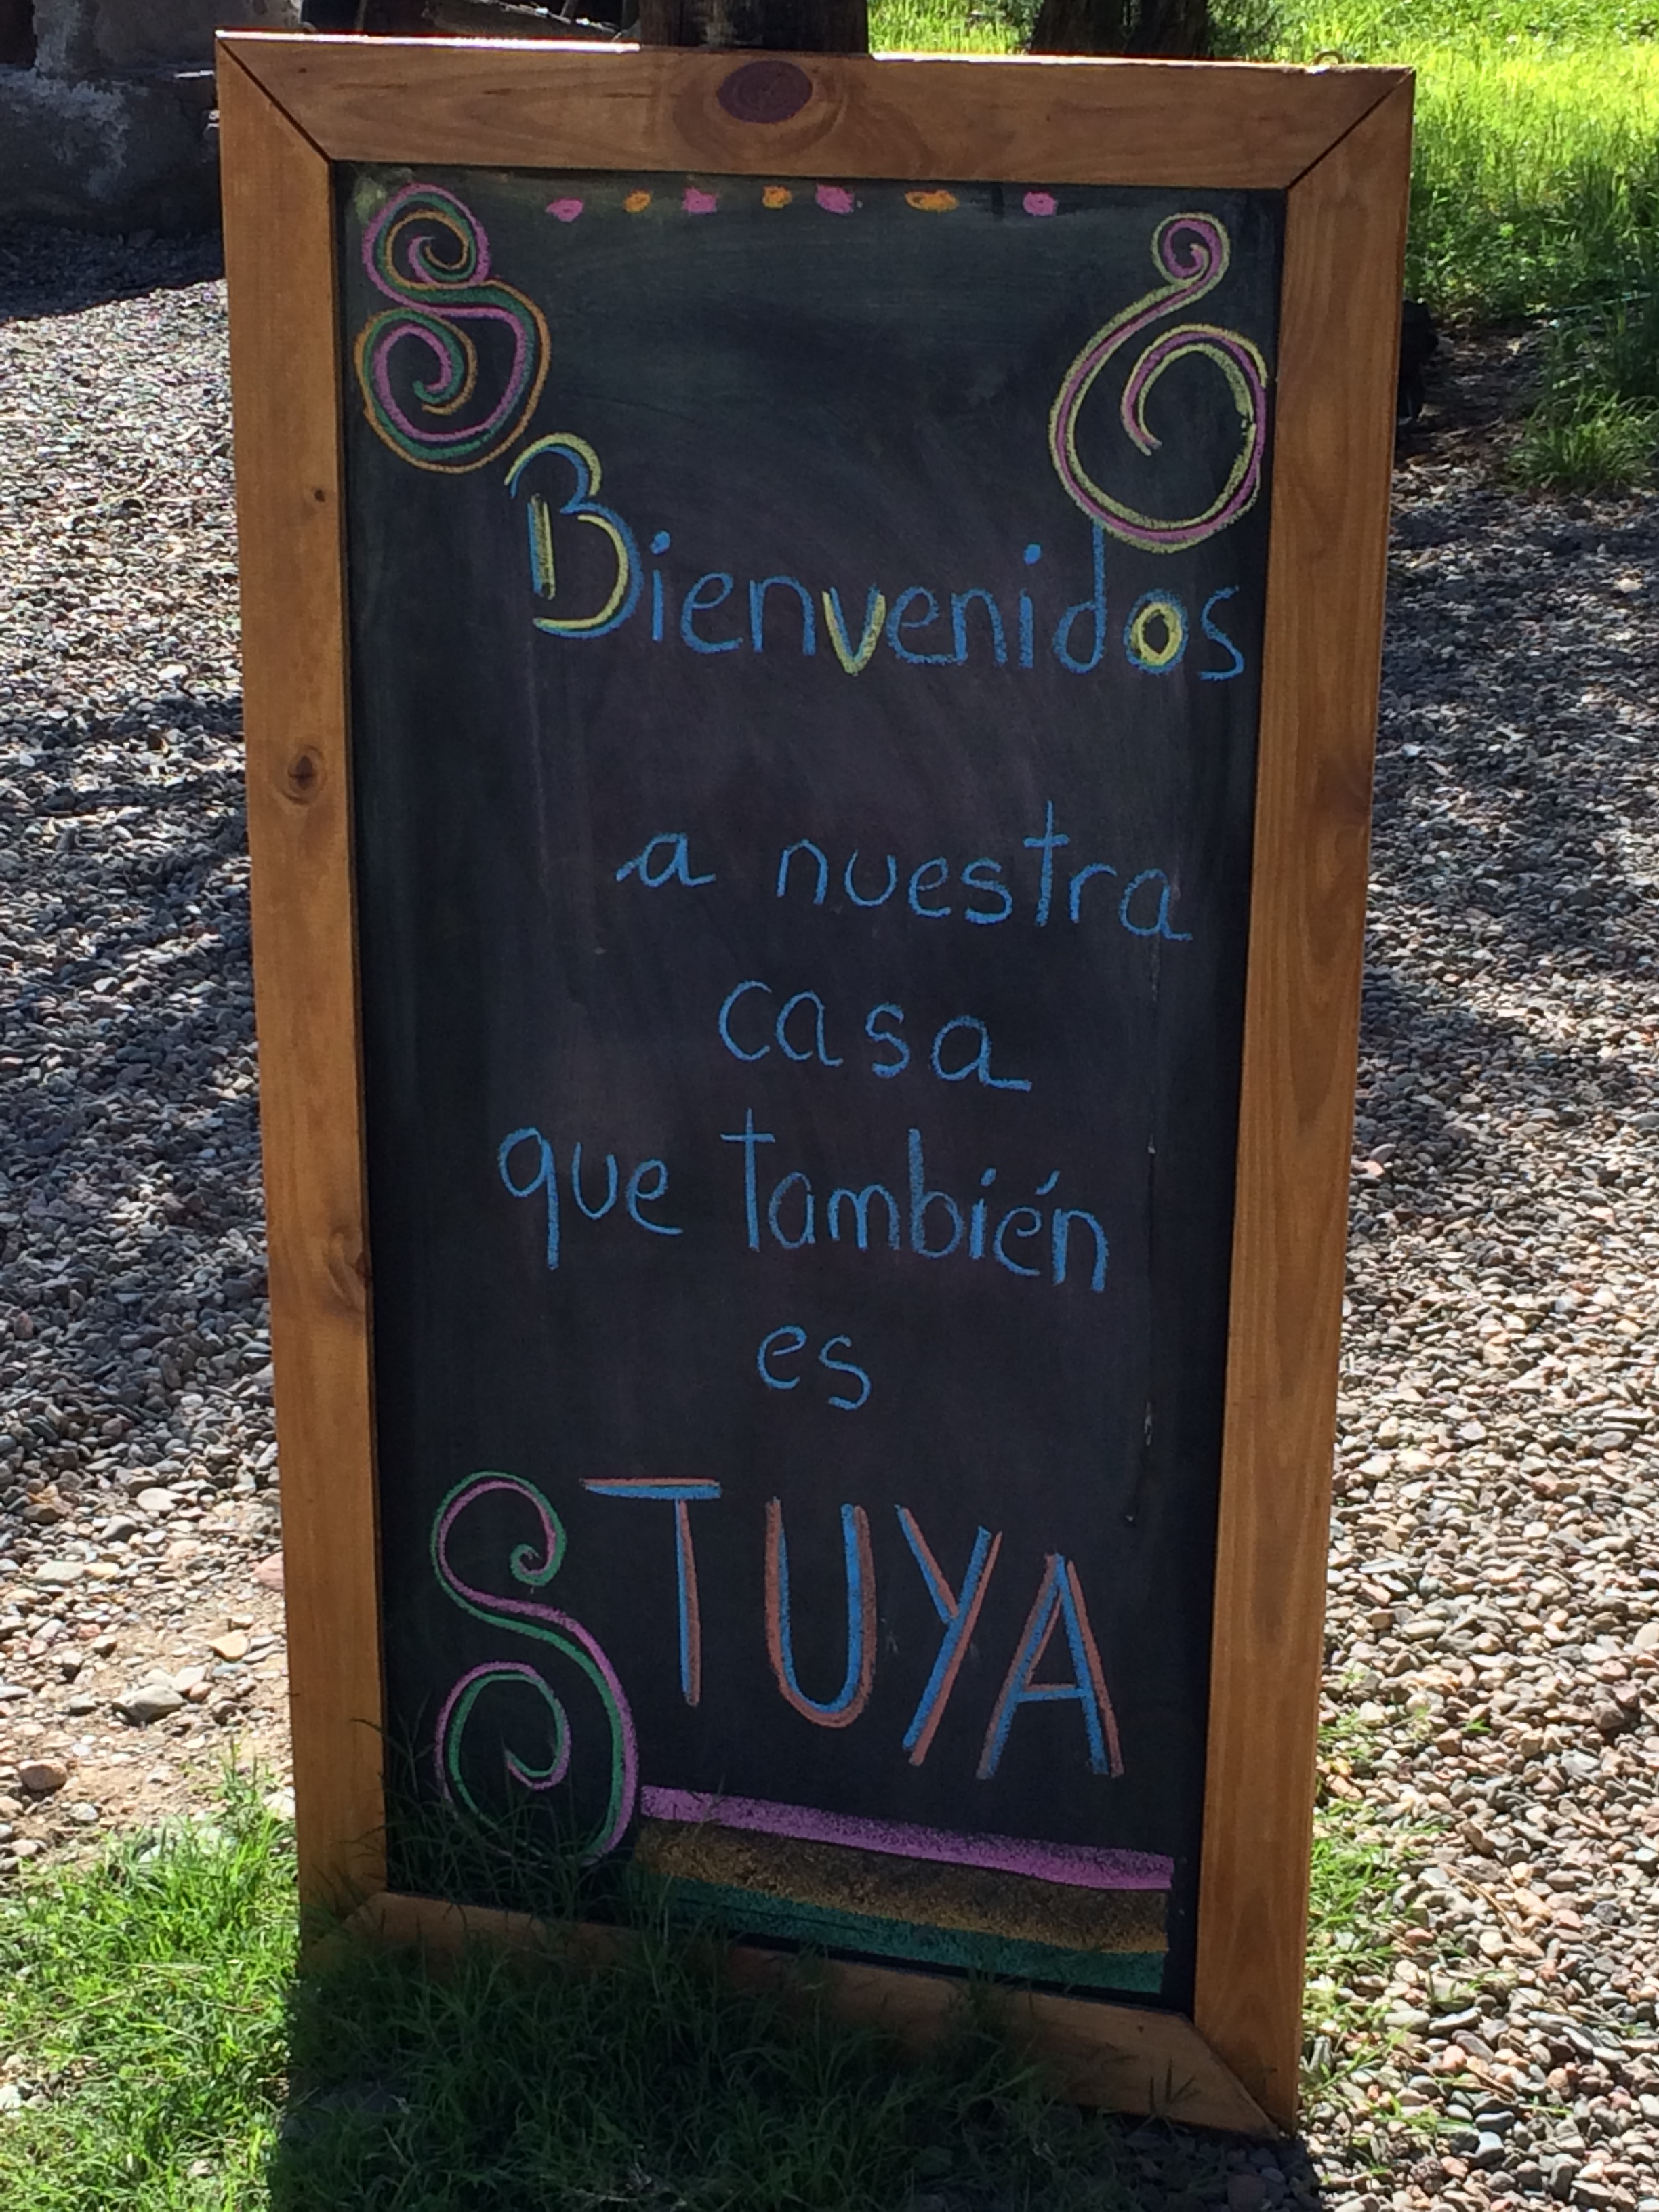 Bienvenidos
a nuestra
casa
que también
es
TUYA